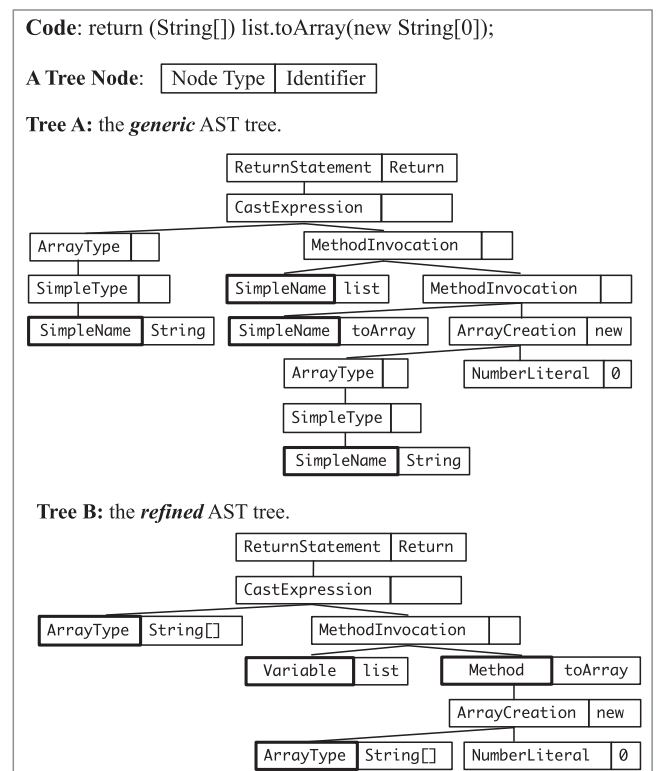 Code: return (String[]) list.toArray(new String[0]);
A Tree Node: Node Type Identifier
Tree A: the generic AST tree.
ReturnStatement Return
CastExpression
ArrayType MethodInvocation
SimpleType SimpleName list MethodInvocation
SimpleName String SimpleName toArray ArrayCreation new
ArrayType NumberLiteral 0
SimpleType
SimpleName String
Tree B: the refined AST tree.
ReturnStatement Return
CastExpression
ArrayType String[] MethodInvocation
Variable list Method toArray
ArrayCreation new
ArrayType String[] NumberLiteral 0